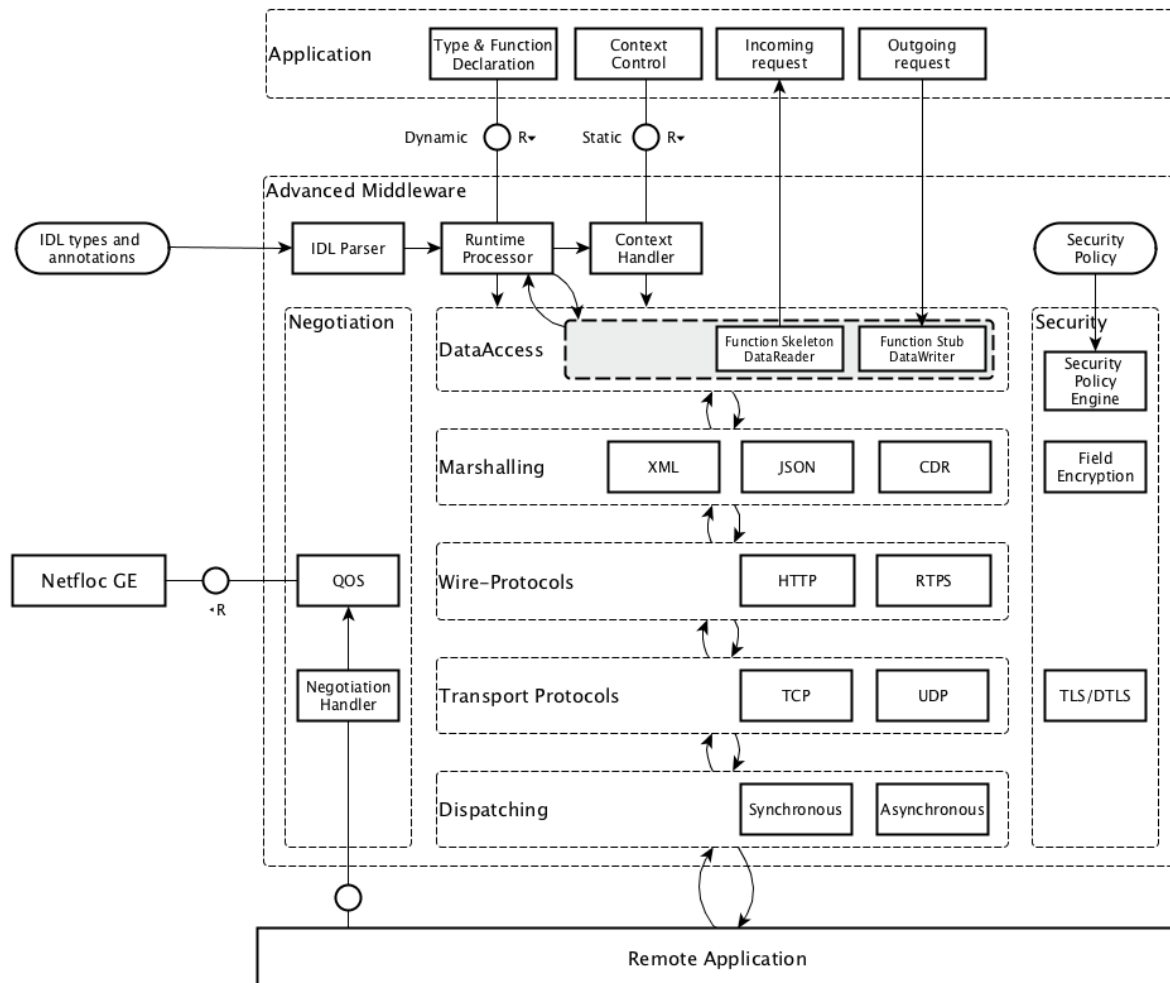 Application
Type & Function
Declaration
Context
Control
Incoming
request
Outgoing
request
Dynamic
R▾
Static
R▾
Advanced Middleware
IDL types and
annotations
IDL Parser
Runtime
Processor
Context
Handler
Security
Policy
Negotiation
DataAccess
Function Skeleton
DataReader
Function Stub
DataWriter
Security
Security
Policy
Engine
Marshalling
XML
JSON
CDR
Field
Encryption
Netfloc GE
◂R
QOS
Wire-Protocols
HTTP
RTPS
Negotiation
Handler
Transport Protocols
TCP
UDP
TLS/DTLS
Dispatching
Synchronous
Asynchronous
Remote Application